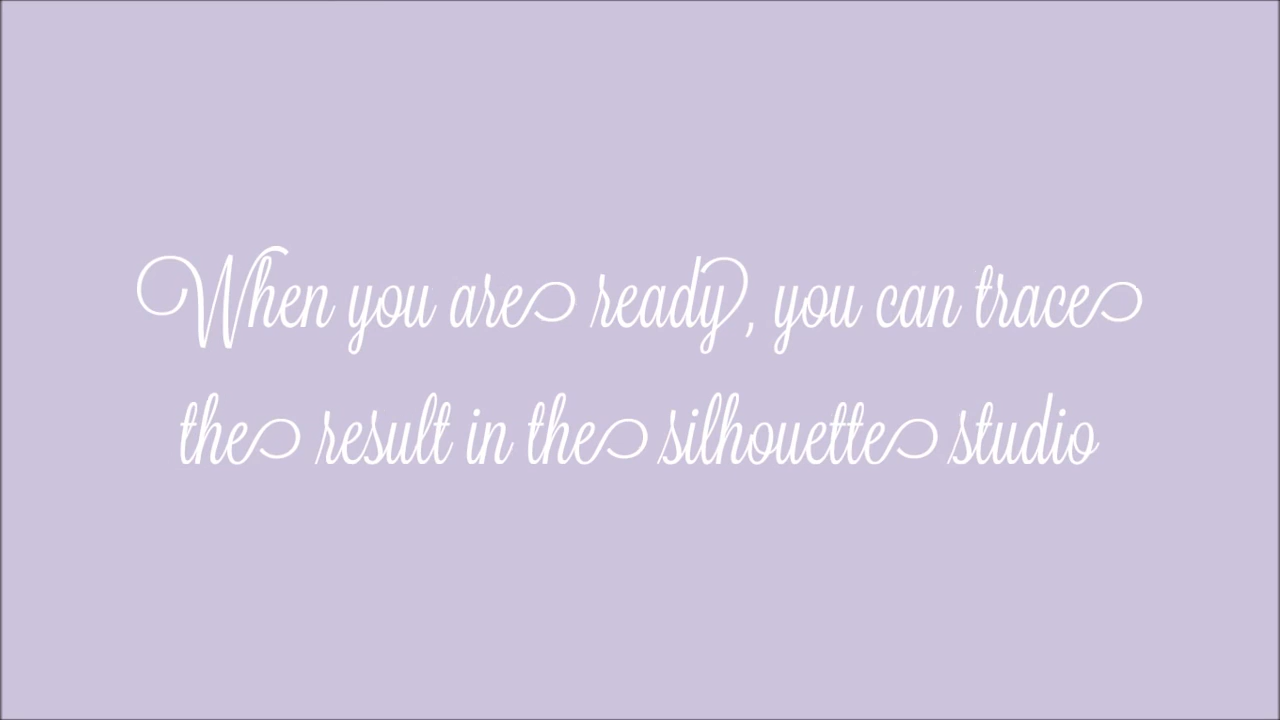 When you are ready, you can trace
the result in the silhouette studio